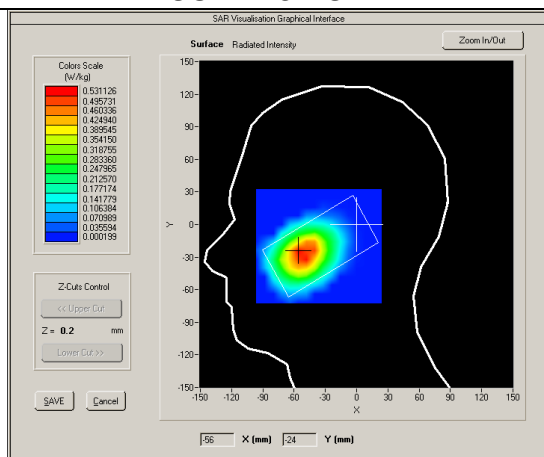 SAR Visualisation Graphical Interface
Surface Radiated Intensity
Zoom In/Out
Colors Scale
(W/kg)
0.531126
0.495731
0.460336
0.424940
0.389545
0.354150
0.318755
0.283360
0.247965
0.212570
0.177174
0.141779
0.106384
0.070989
0.035594
0.000199
Z-Cuts Control
<< Upper Cut
Z = 0.2 mm
Lower Cut >>
SAVE Cancel
150-
120-
90-
60-
30-
Y 0-
-30-
-60-
-90-
-120-
-150-
-150 -120 -90 -60 -30 0 30 60 90 120 150
X
-56 X (mm) -24 Y (mm)